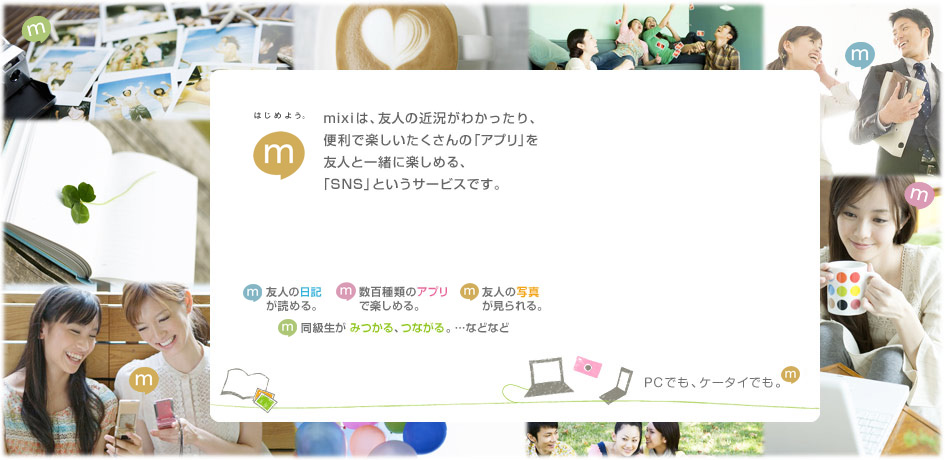 m
m
はじめよう。
m
mixiは、友人の近況がわかったり、
便利で楽しいたくさんの「アプリ」を
友人と一緒に楽しめる、
「SNS」というサービスです。
m
m 友人の日記
が読める。
m 数百種類のアプリ
で楽しめる。
m 友人の写真
が見られる。
m 同級生が みつかる、つながる。…などなど
m
PCでも、ケータイでも。 m